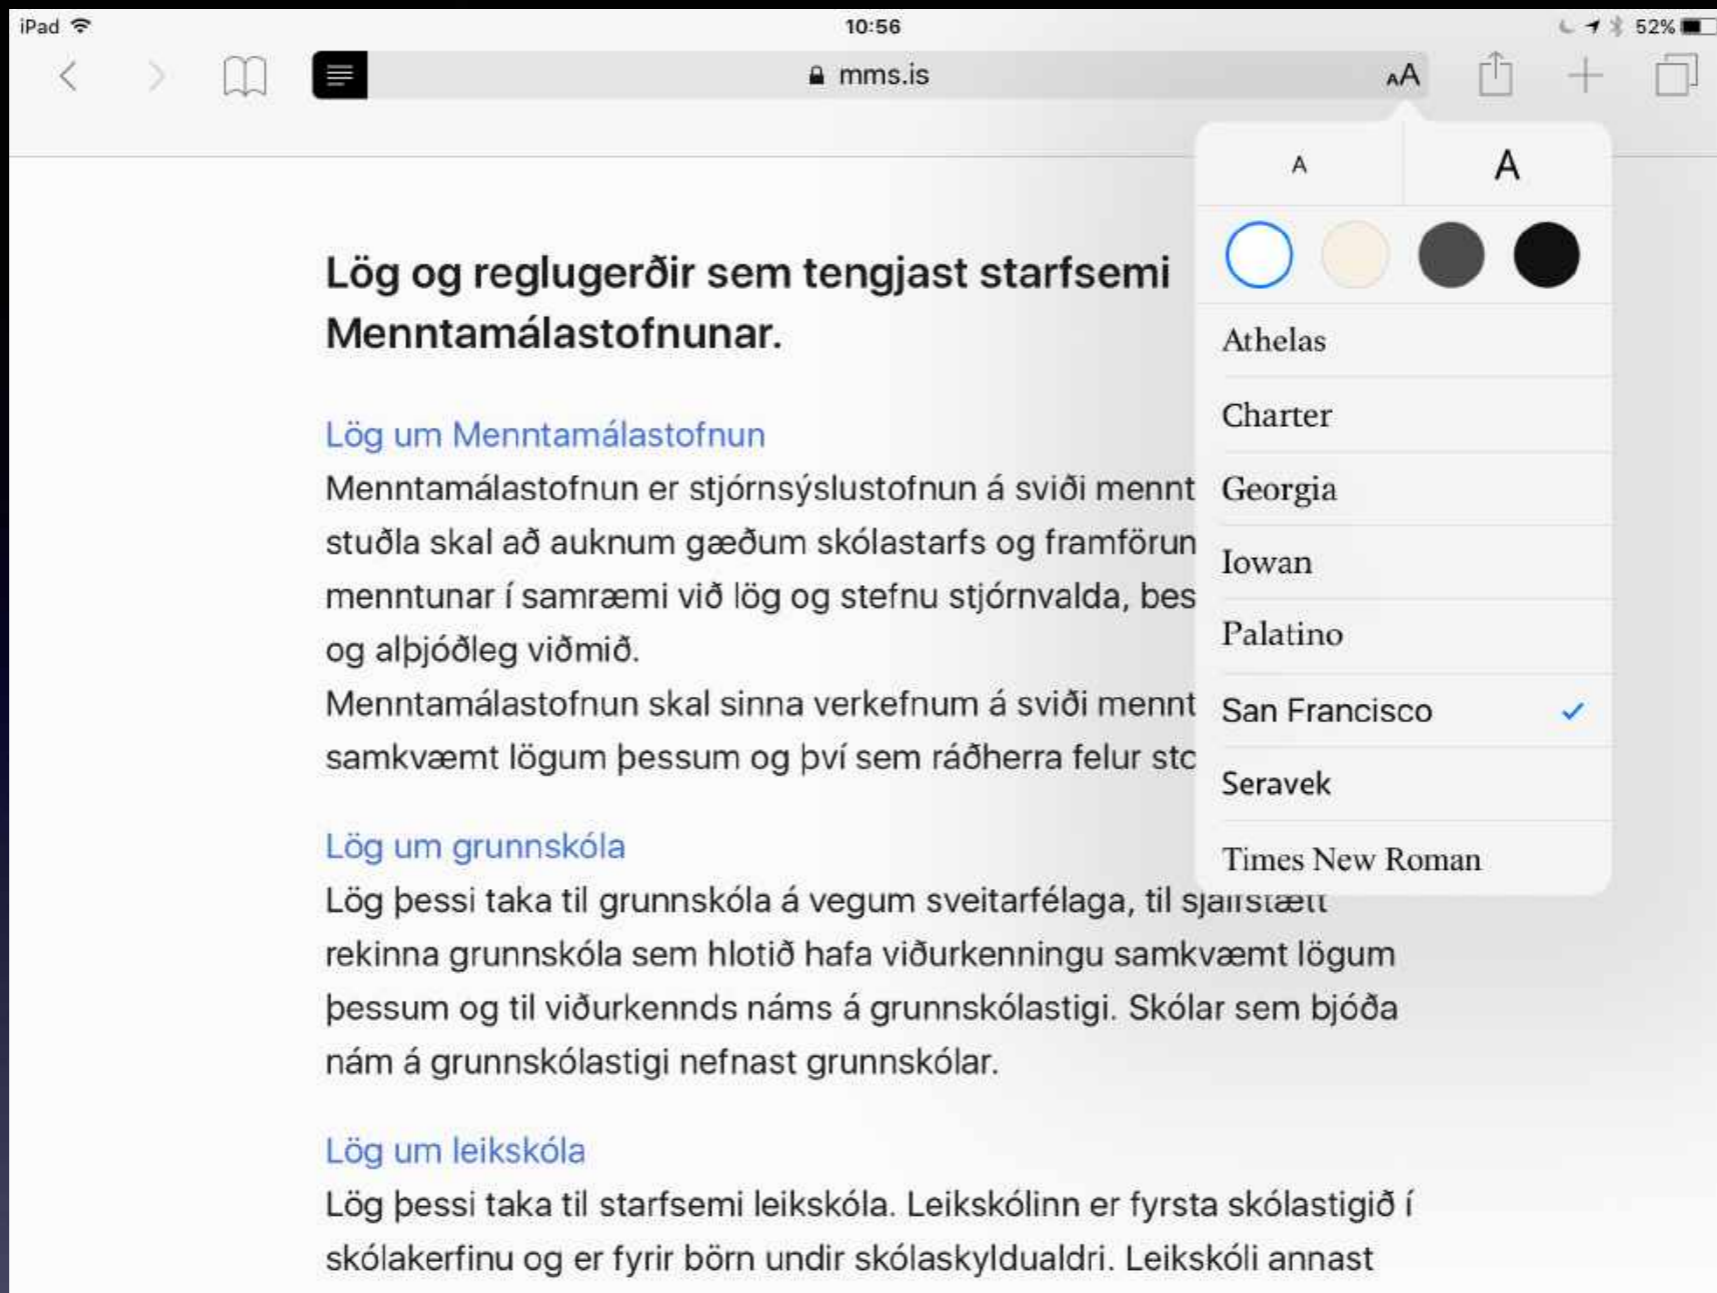 iPad
10:56
52%
mms.is
AA
A A
Lög og reglugerðir sem tengjast starfsemi
Menntamálastofnunar.
Lög um Menntamálastofnun
Menntamálastofnun er stjórnsýslustofnun á sviði mennt
stuðla skal að auknum gæðum skólastarfs og framförun
menntunar í samræmi við lög og stefnu stjórnvalda, bes
og alþjóðleg viðmið.
Menntamálastofnun skal sinna verkefnum á sviði mennt
samkvæmt lögum þessum og því sem ráðherra felur sto
Lög um grunnskóla
Lög þessi taka til grunnskóla á vegum sveitarfélaga, til sjálfstætt
rekinna grunnskóla sem hlotið hafa viðurkenningu samkvæmt lögum
þessum og til viðurkennds náms á grunnskólastigi. Skólar sem bjóða
nám á grunnskólastigi nefnast grunnskólar.
Lög um leikskóla
Lög þessi taka til starfsemi leikskóla. Leikskólinn er fyrsta skólastigið í
skólakerfinu og er fyrir börn undir skólaskyldualdri. Leikskóli annast
Athelas
Charter
Georgia
Iowan
Palatino
San Francisco
Seravek
Times New Roman